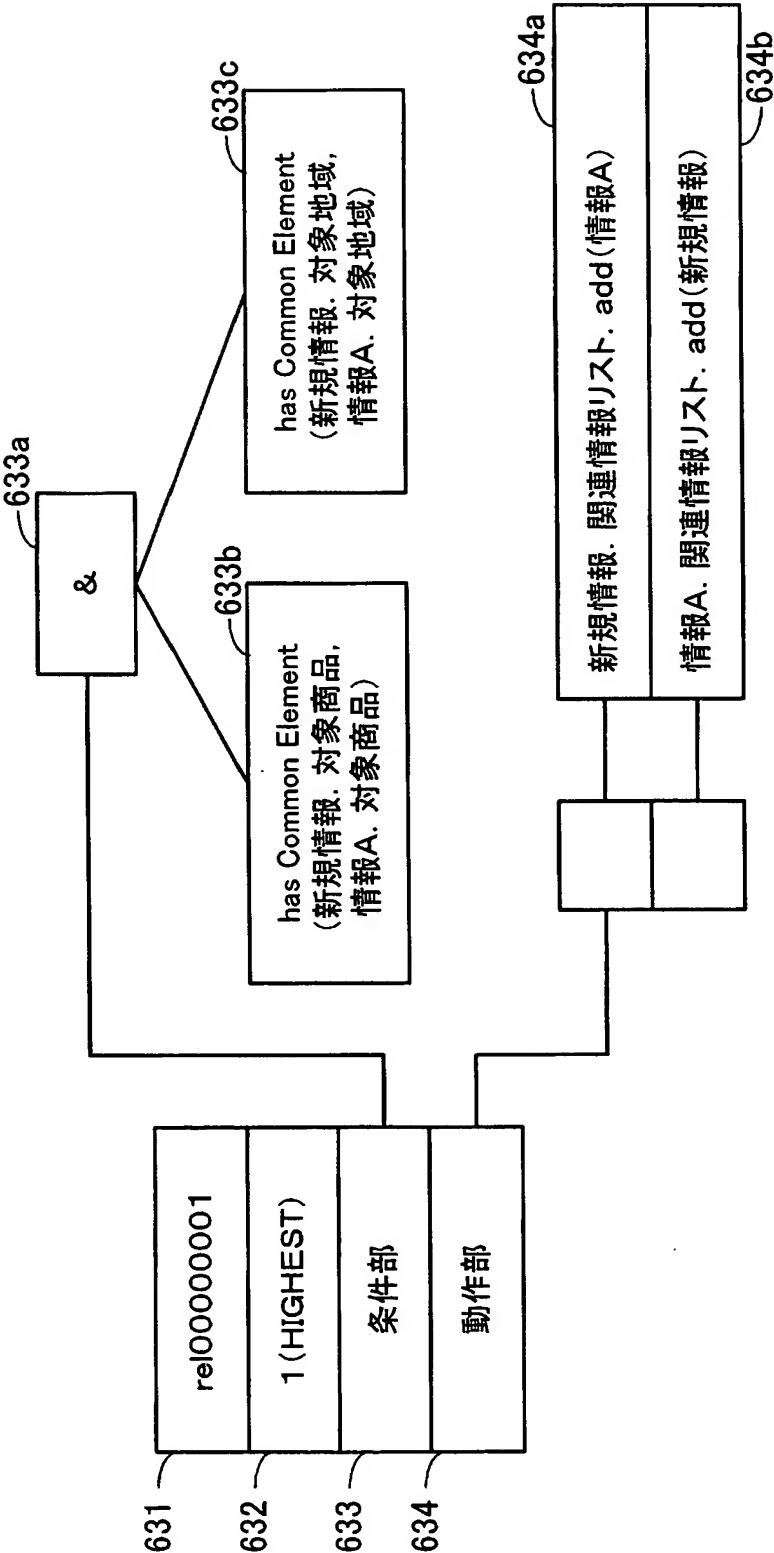 631
rel00000001
632
1(HIGHEST)
633
条件部
634
動作部
633a
&
633b
has Common Element
(新規情報. 対象商品,
情報A. 対象商品)
633c
has Common Element
(新規情報. 対象地域,
情報A. 対象地域)
634a
新規情報. 関連情報リスト. add(情報A)
情報A. 関連情報リスト. add(新規情報)
634b